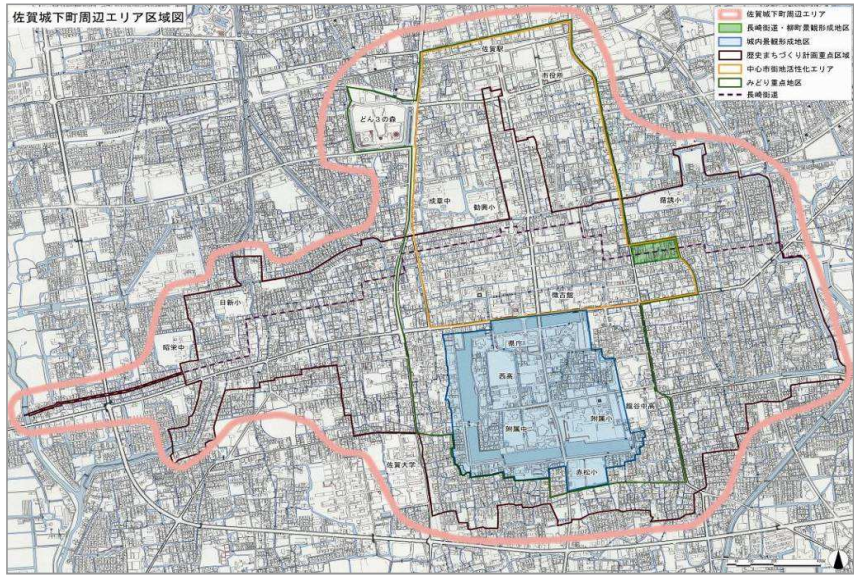 佐賀城下町周辺エリア区域図
佐賀城下町周辺エリア
長崎街道・柳町景観形成地区
城内景観形成地区
歴史まちづくり計画重点区域
中心市街地活性化エリア
みどり重点地区
長崎街道
佐賀駅
市役所
どん3の森
成章中
勧興小
循誘小
日新小
徴古館
昭栄中
県庁
西高
龍谷中高
附属小
附属中
佐賀大学
赤松小